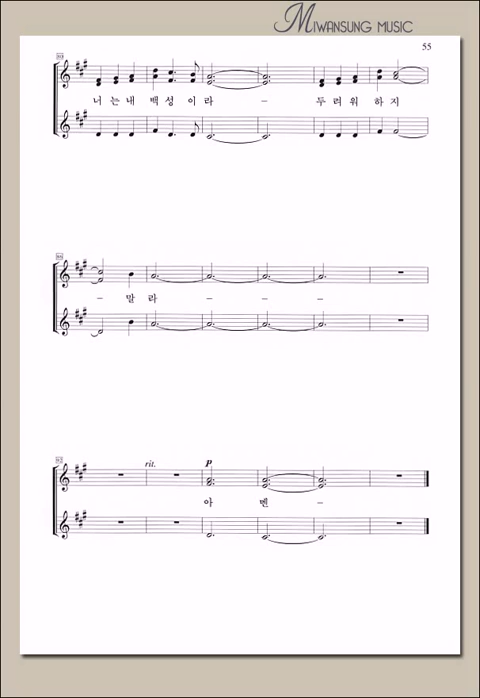 MIWANSUNG MUSIC
55
너 는 내 백 성 이 라 - 두 려 워 하 지
- 말 라 - - -
rit. p
아 멘 -